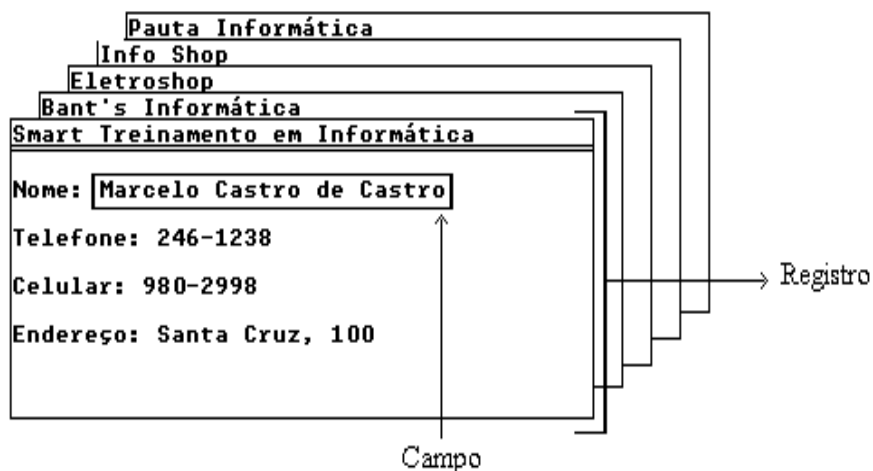 Pauta Informática
Info Shop
Eletroshop
Bant's Informática
Smart Treinamento em Informática
Nome: Marcelo Castro de Castro
Telefone: 246-1238
Celular: 980-2998
Endereço: Santa Cruz, 100
Registro
Campo